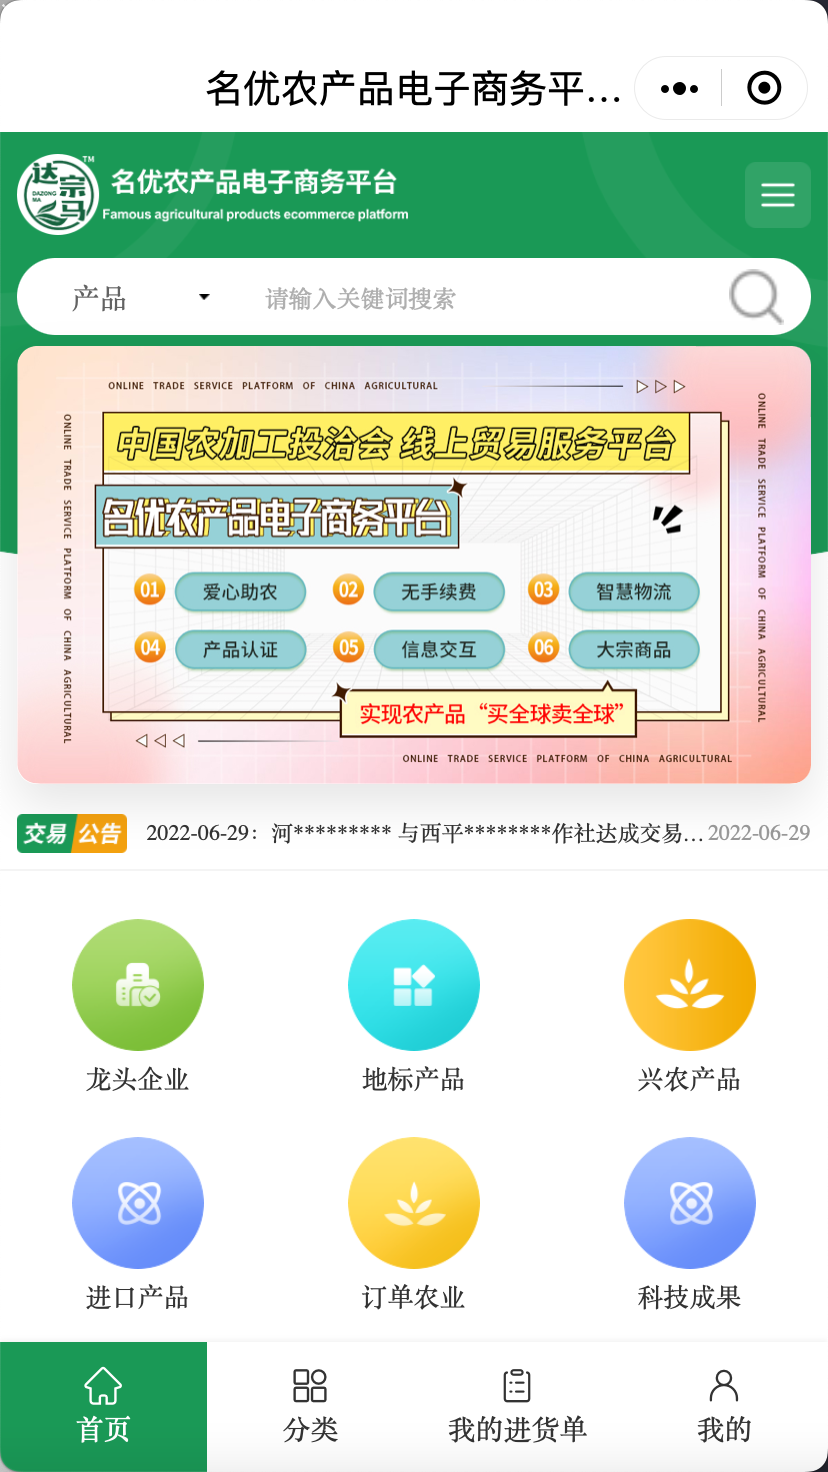 名优农产品电子商务平...
达宗马
DAZONG MA
TM
名优农产品电子商务平台
Famous agricultural products ecommerce platform
产品
请输入关键词搜索
ONLINE TRADE SERVICE PLATFORM OF CHINA AGRICULTURAL
ONLINE TRADE SERVICE PLATFORM OF CHINA AGRICULTURAL
ONLINE TRADE SERVICE PLATFORM OF CHINA AGRICULTURAL
中国农加工投洽会 线上贸易服务平台
名优农产品电子商务平台
01 爱心助农 02 无手续费 03 智慧物流
04 产品认证 05 信息交互 06 大宗商品
实现农产品“买全球卖全球”
ONLINE TRADE SERVICE PLATFORM OF CHINA AGRICULTURAL
交易 公告 2022-06-29：河********* 与西平********作社达成交易... 2022-06-29
龙头企业 地标产品 兴农产品
进口产品 订单农业 科技成果
首页 分类 我的进货单 我的